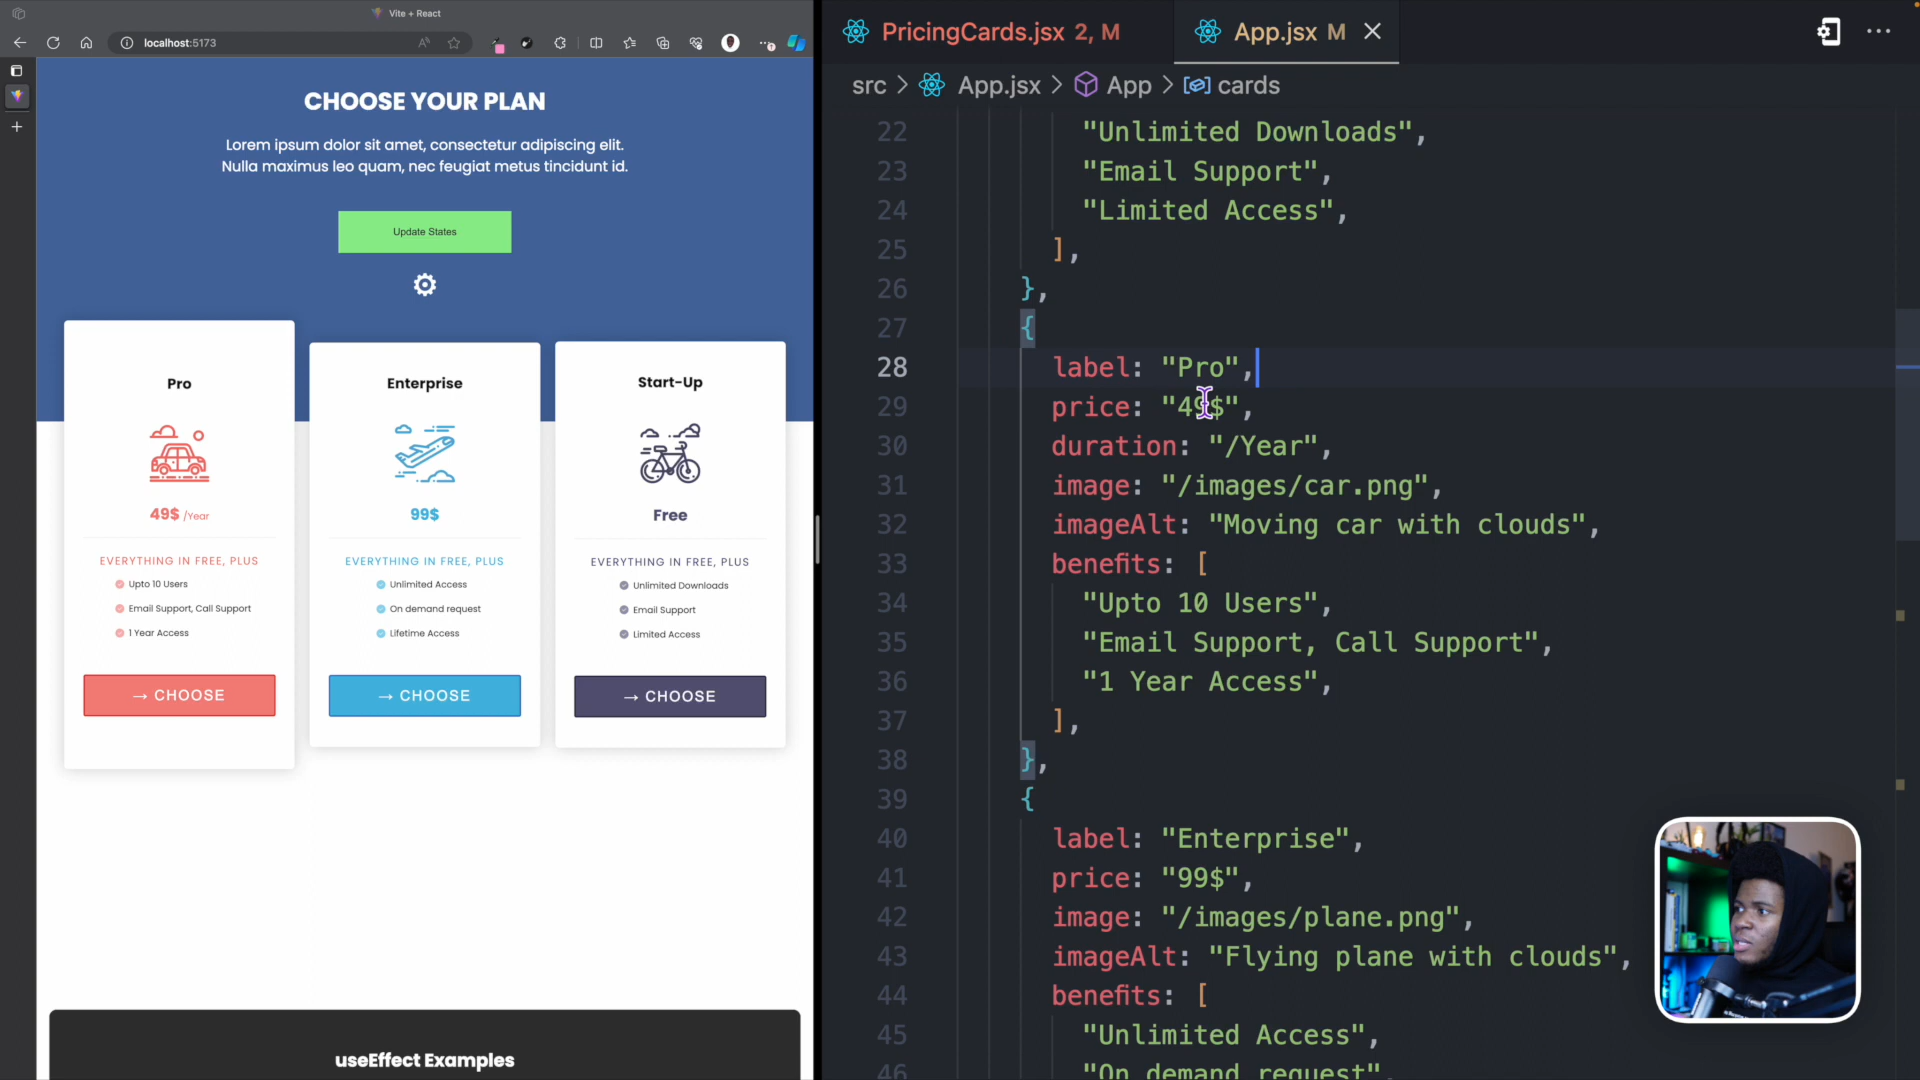 Vite + React
localhost:5173
CHOOSE YOUR PLAN
Lorem ipsum dolor sit amet, consectetur adipiscing elit.
Nulla maximus leo quam, nec feugiat metus tincidunt id.
Update States
Pro
49$ /Year
EVERYTHING IN FREE, PLUS
Upto 10 Users
Email Support, Call Support
1 Year Access
→ CHOOSE
Enterprise
99$
EVERYTHING IN FREE, PLUS
Unlimited Access
On demand request
Lifetime Access
→ CHOOSE
Start-Up
Free
EVERYTHING IN FREE, PLUS
Unlimited Downloads
Email Support
Limited Access
→ CHOOSE
useEffect Examples
PricingCards.jsx 2, M
App.jsx M
src > App.jsx > App > cards
22 "Unlimited Downloads",
23 "Email Support",
24 "Limited Access",
25 ],
26 },
27 {
28 label: "Pro",
29 price: "49$",
30 duration: "/Year",
31 image: "/images/car.png",
32 imageAlt: "Moving car with clouds",
33 benefits: [
34 "Upto 10 Users",
35 "Email Support, Call Support",
36 "1 Year Access",
37 ],
38 },
39 {
40 label: "Enterprise",
41 price: "99$",
42 image: "/images/plane.png",
43 imageAlt: "Flying plane with clouds",
44 benefits: [
45 "Unlimited Access",
46 "On demand request",